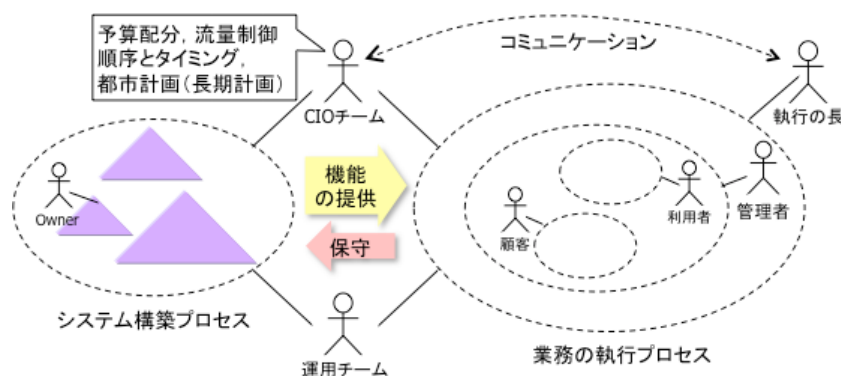 予算配分, 流量制御
順序とタイミング,
都市計画(長期計画)
コミュニケーション
CIOチーム
執行の長
機能
の提供
Owner
利用者
管理者
顧客
保守
システム構築プロセス
運用チーム
業務の執行プロセス